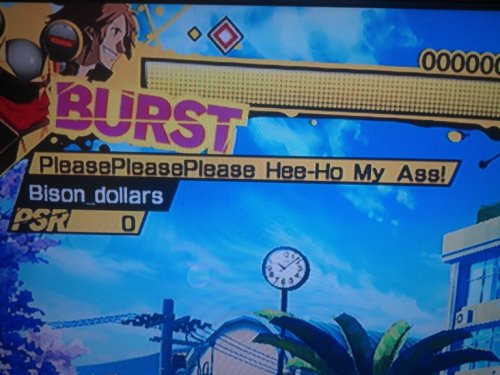 000000
BURST
PleasePleasePlease Hee-Ho My Ass!
Bison_dollars
PSR 0